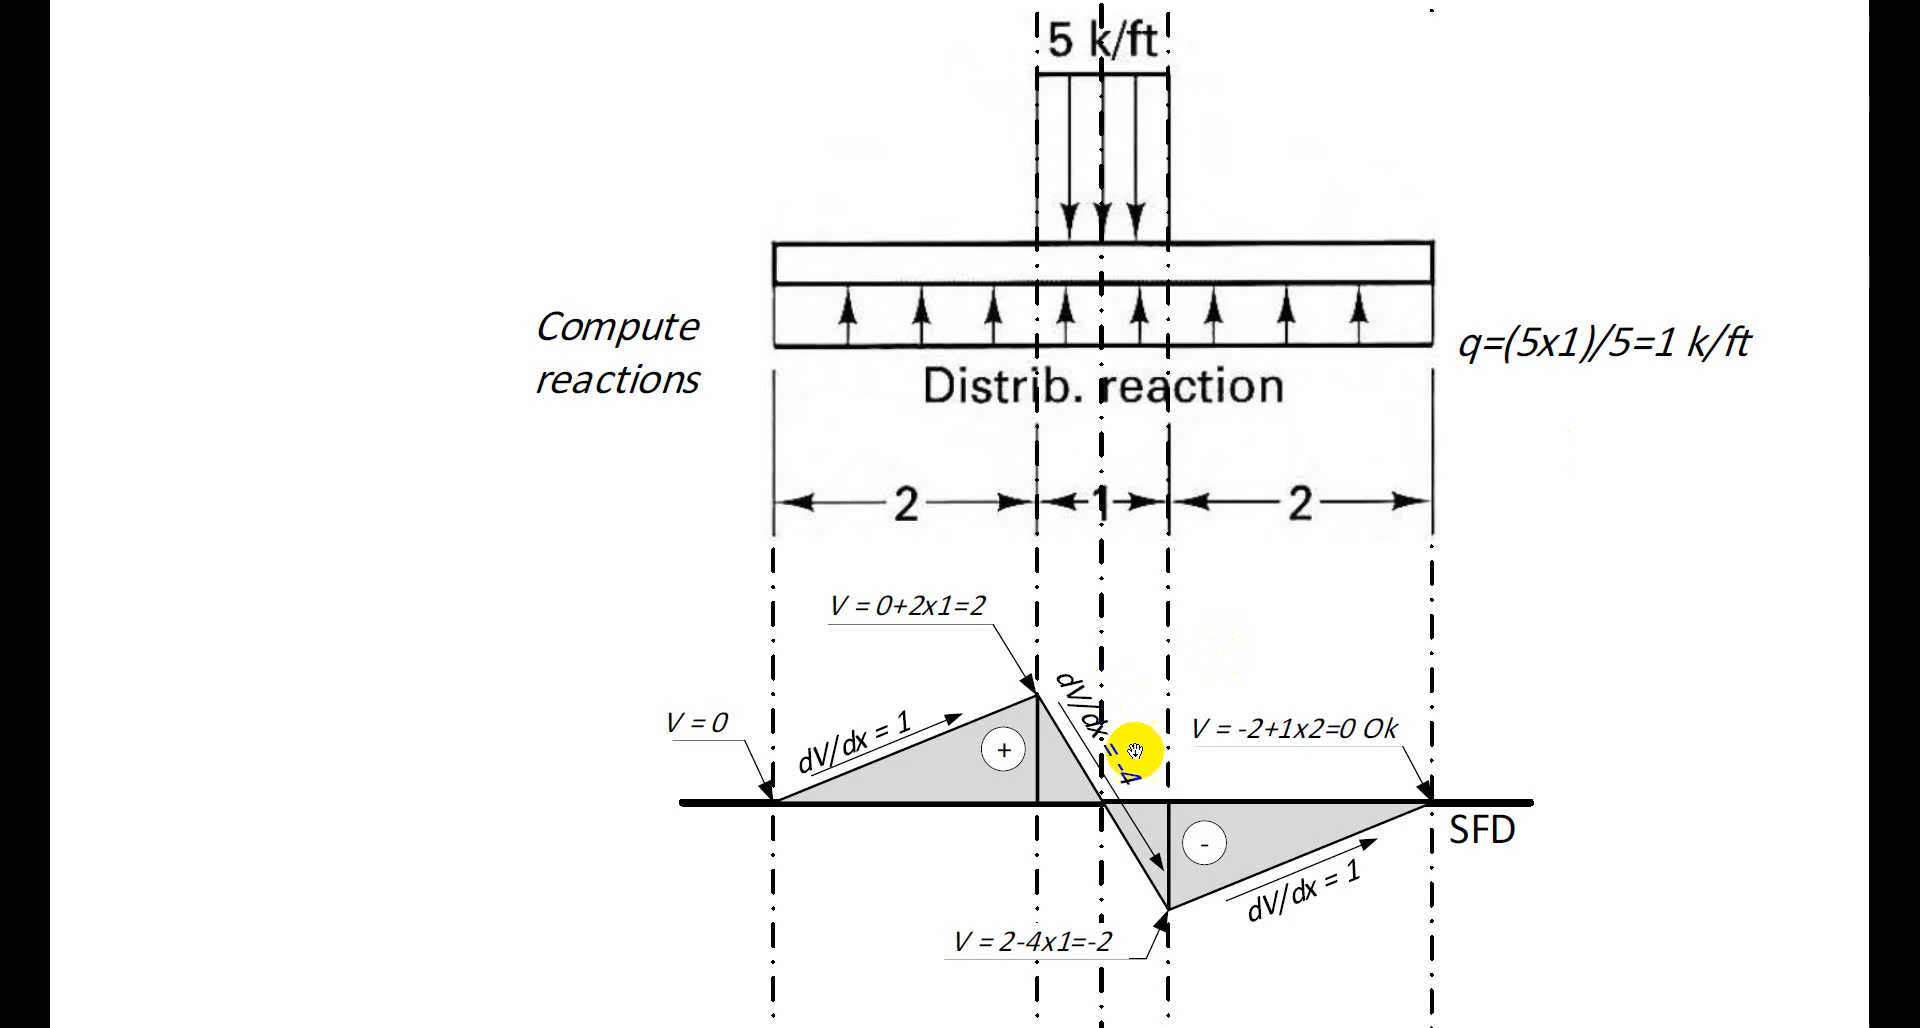 5 k/ft
Compute
reactions
q=(5x1)/5=1 k/ft
Distrib. reaction
2
1
2
V = 0+2x1=2
V = 0
dV/dx = 1
+
dV/dx = -4
V = -2+1x2=0 Ok
-
SFD
dV/dx = 1
V = 2-4x1=-2